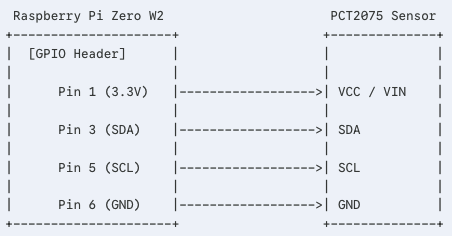 Raspberry Pi Zero W2 PCT2075 Sensor
[GPIO Header]
Pin 1 (3.3V) VCC / VIN
Pin 3 (SDA) SDA
Pin 5 (SCL) SCL
Pin 6 (GND) GND